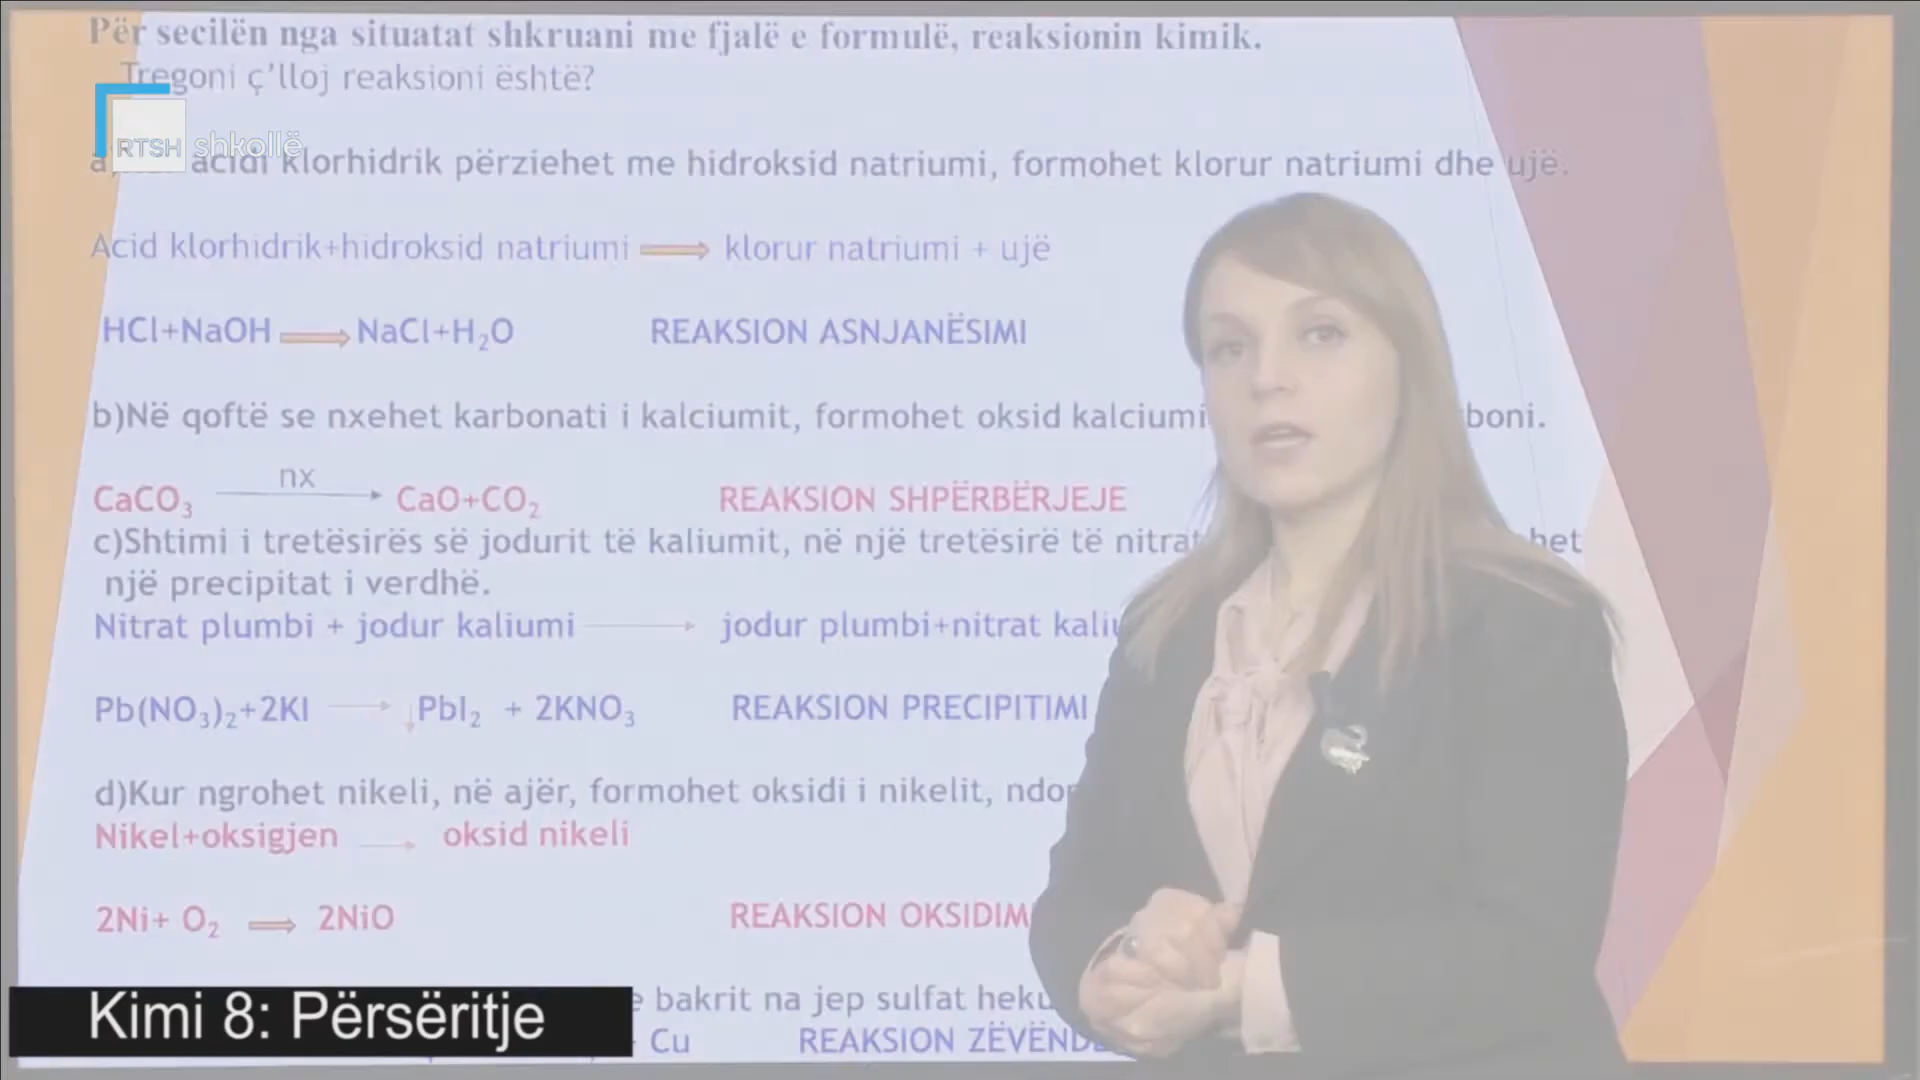 Për secilën nga situatat shkruani me fjalë e formulë, reaksionin kimik.
Tregoni ç’lloj reaksioni është?
RTSH shkollë
acidi klorhidrik përziehet me hidroksid natriumi, formohet klorur natriumi dhe ujë.
Acid klorhidrik+hidroksid natriumi ⟹ klorur natriumi + ujë
HCl+NaOH ⟹ NaCl+H₂O REAKSION ASNJANËSIMI
b)Në qoftë se nxehet karbonati i kalciumit, formohet oksid kalciumi boni.
nx
CaCO₃ → CaO+CO₂ REAKSION SHPËRBËRJEJE
c)Shtimi i tretësirës së jodurit të kaliumit, në një tretësirë të nitrat het
një precipitat i verdhë.
Nitrat plumbi + jodur kaliumi → jodur plumbi+nitrat kaliu
Pb(NO₃)₂+2KI → ↓PbI₂ + 2KNO₃ REAKSION PRECIPITIMI
d)Kur ngrohet nikeli, në ajër, formohet oksidi i nikelit, ndor
Nikel+oksigjen → oksid nikeli
2Ni+ O₂ ⟹ 2NiO REAKSION OKSIDIM
e bakrit na jep sulfat heku
Cu REAKSION ZËVËND
Kimi 8: Përsëritje